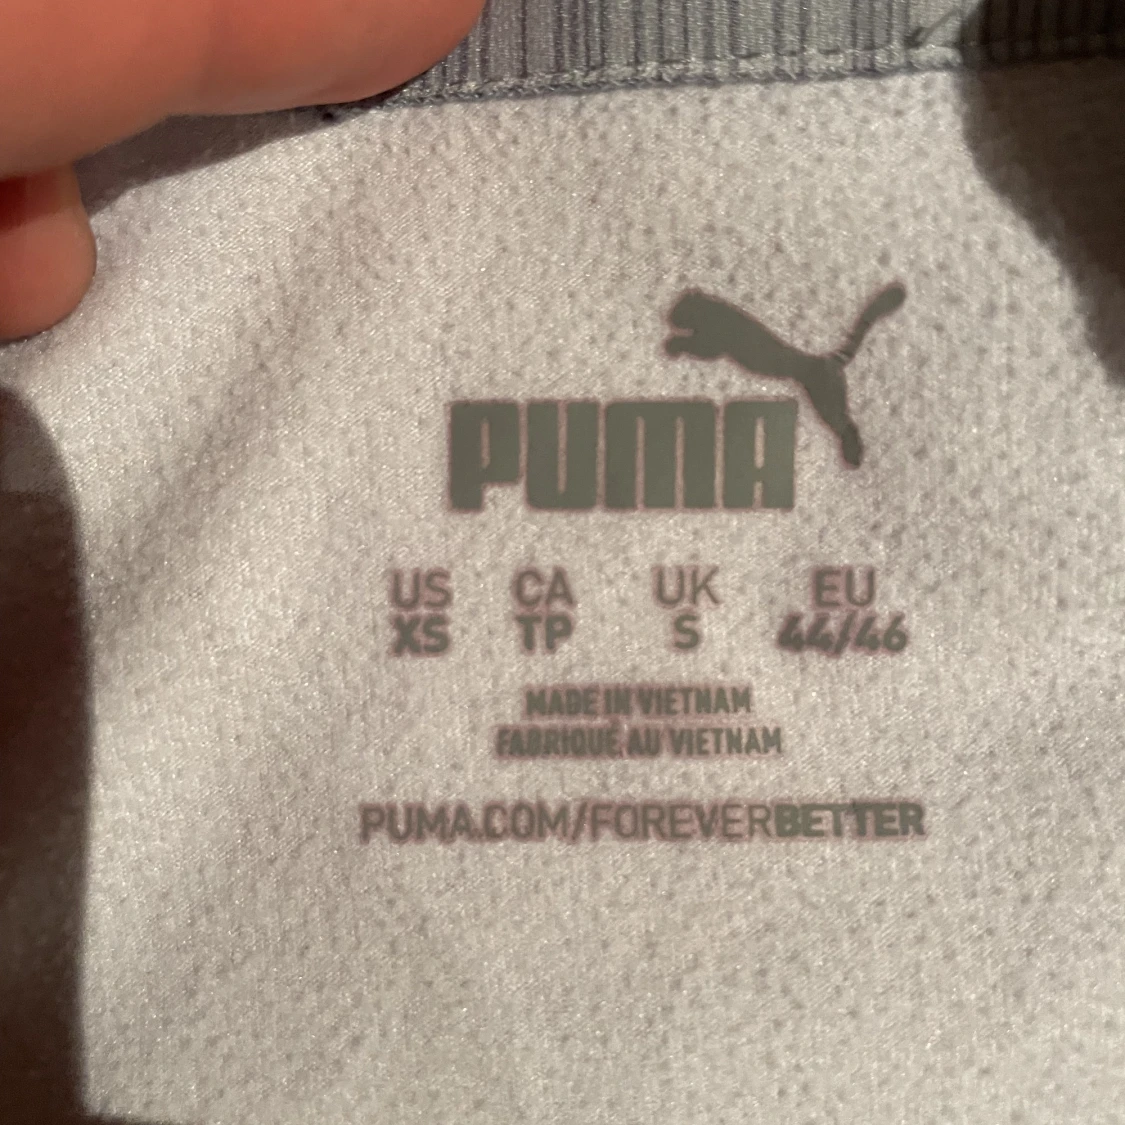 PUMA
US CA UK EU
XS TP S 44/46
MADE IN VIETNAM
FABRIQUÉ AU VIETNAM
PUMA.COM/FOREVERBETTER